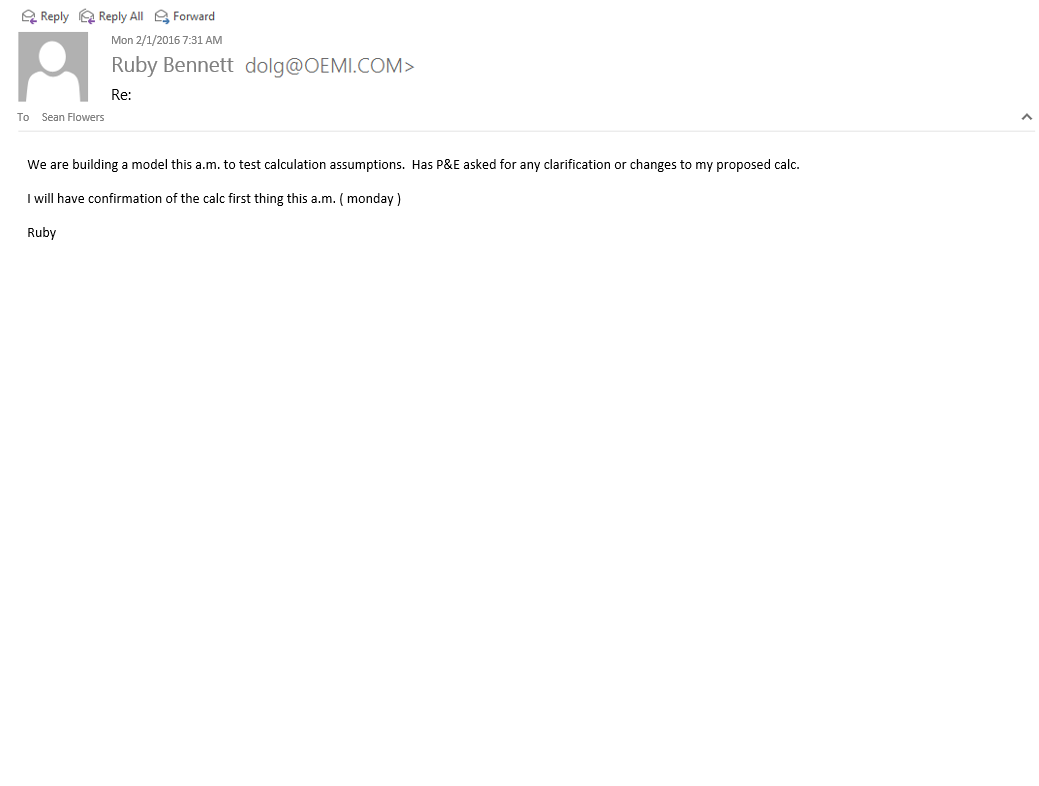 Reply Reply All Forward
Mon 2/1/2016 7:31 AM
Ruby Bennett dolg@OEMI.COM>
Re:
To Sean Flowers
We are building a model this a.m. to test calculation assumptions.  Has P&E asked for any clarification or changes to my proposed calc.
I will have confirmation of the calc first thing this a.m. ( monday )
Ruby